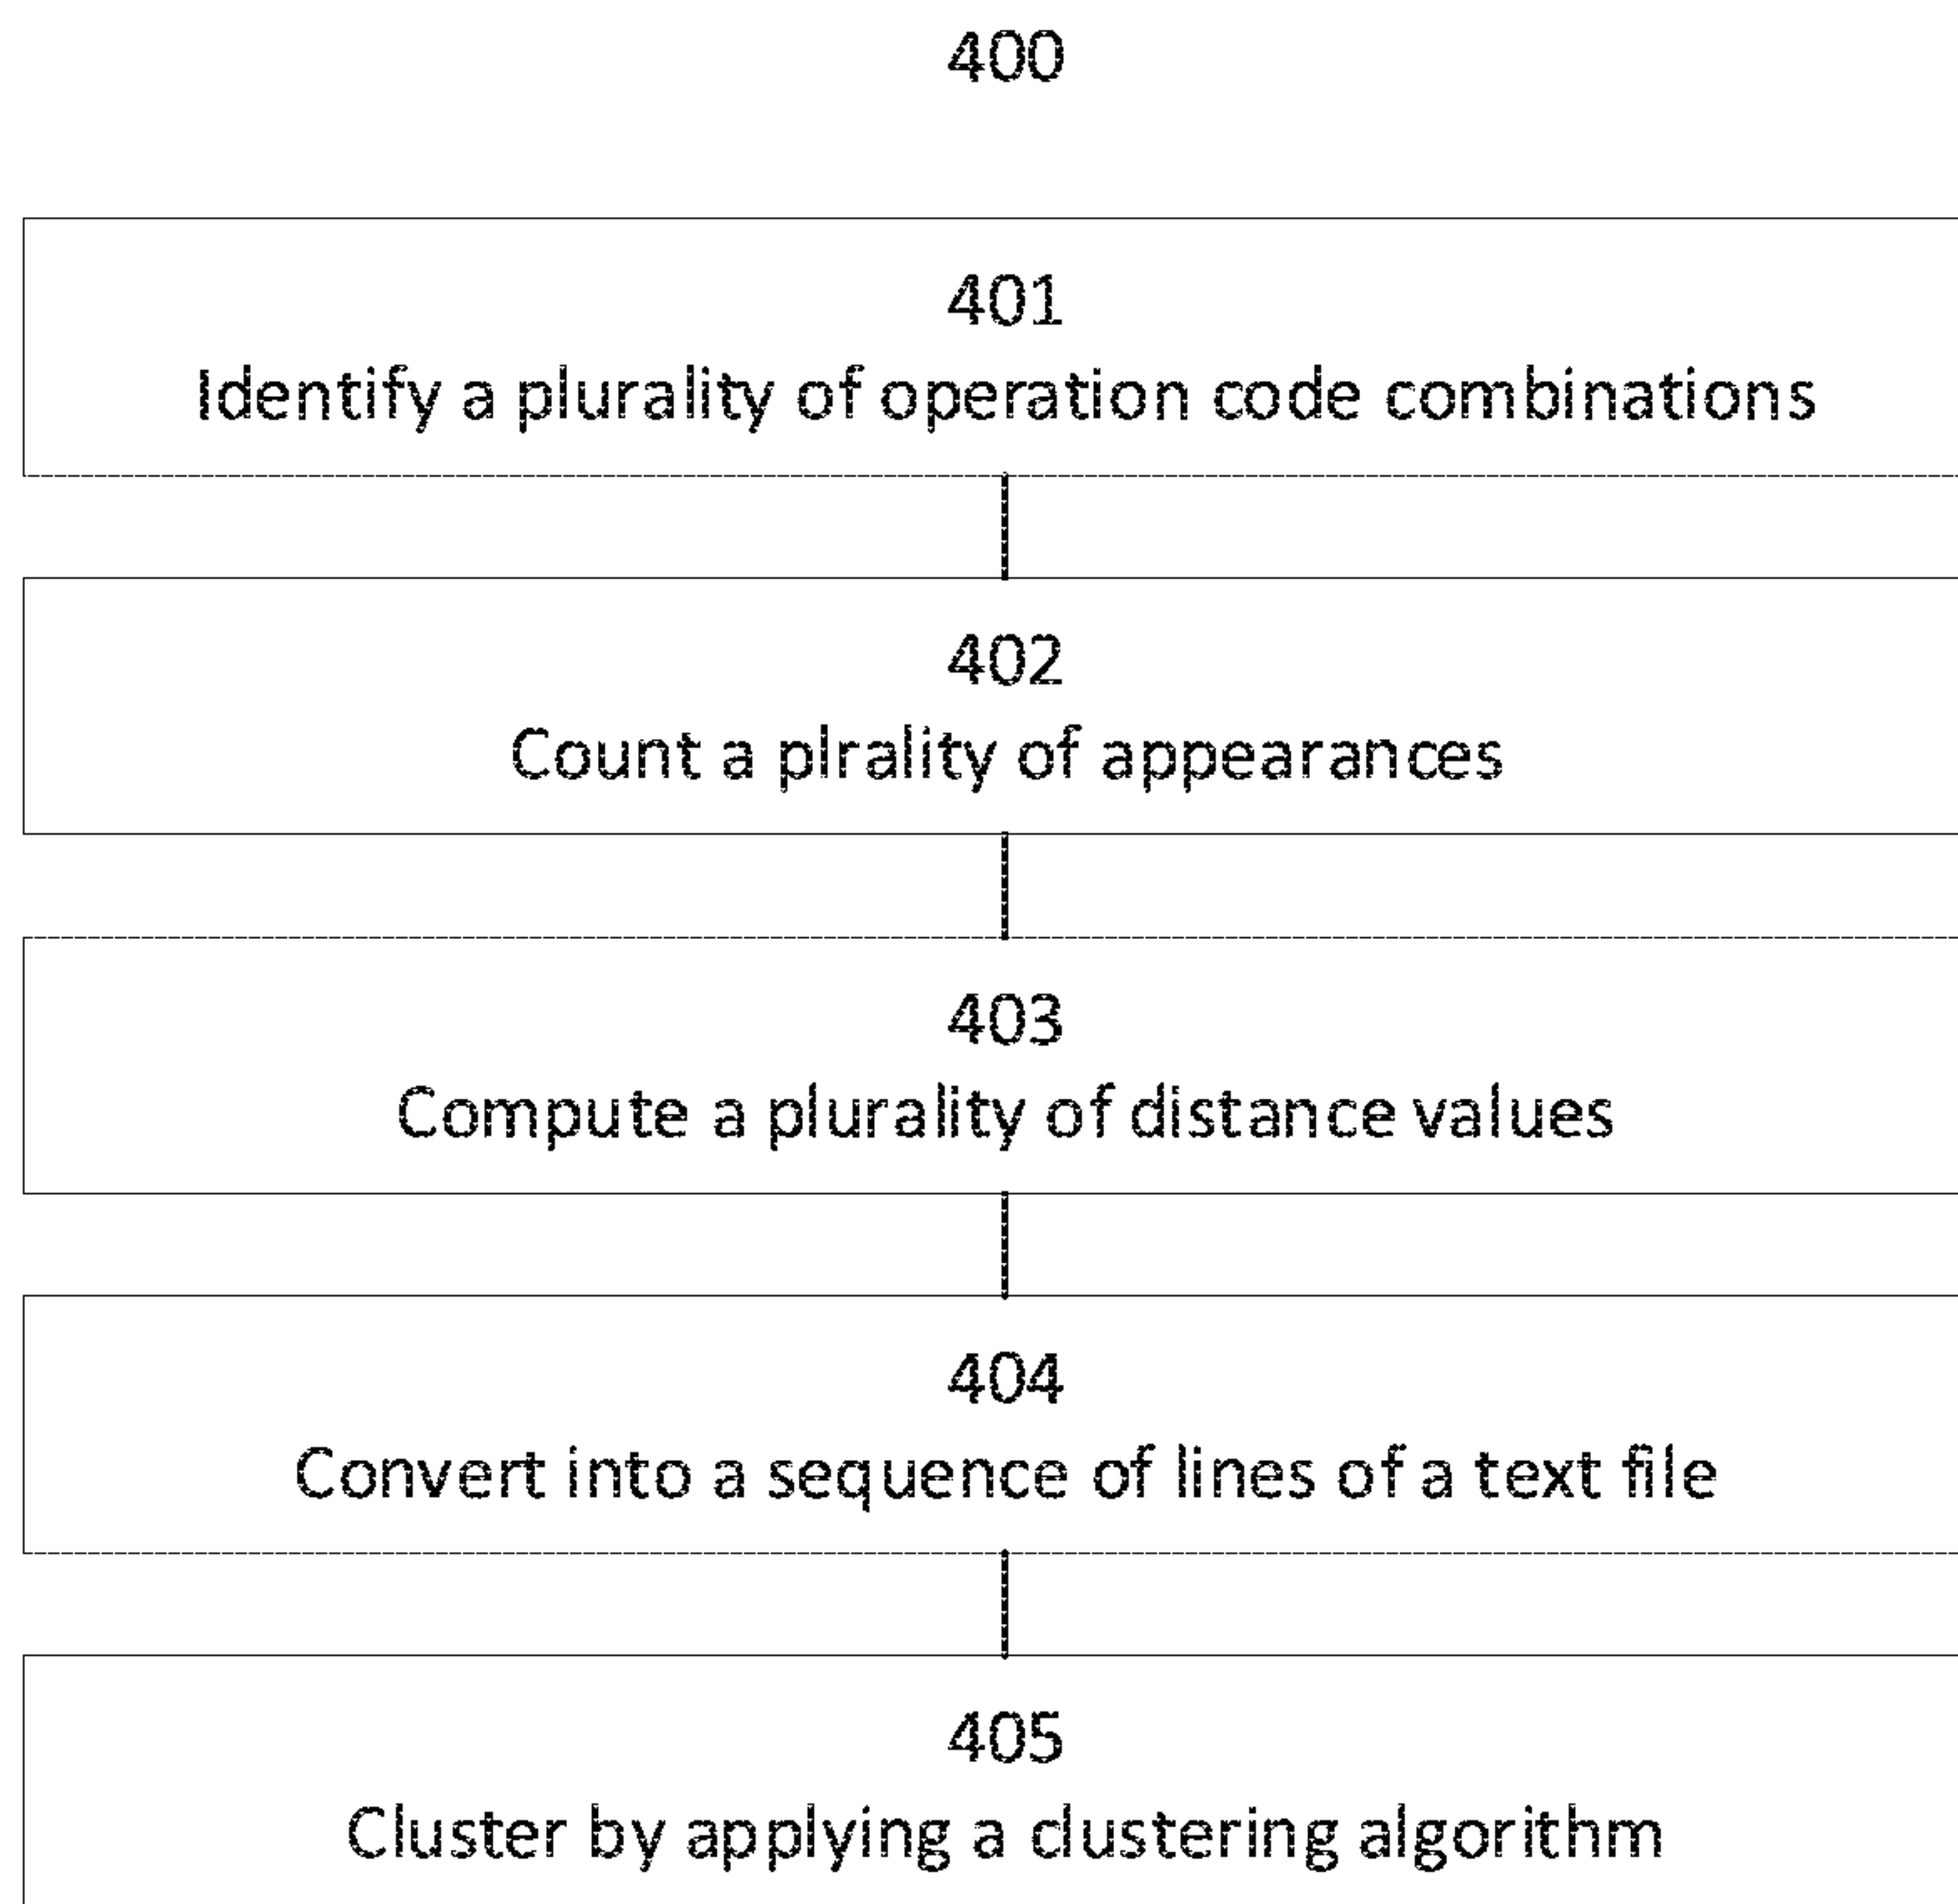 400
401
Identify a plurality of operation code combinations
402
Count a plrality of appearances
403
Compute a plurality of distance values
404
Convert into a sequence of lines of a text file
405
Cluster by applying a clustering algorithm